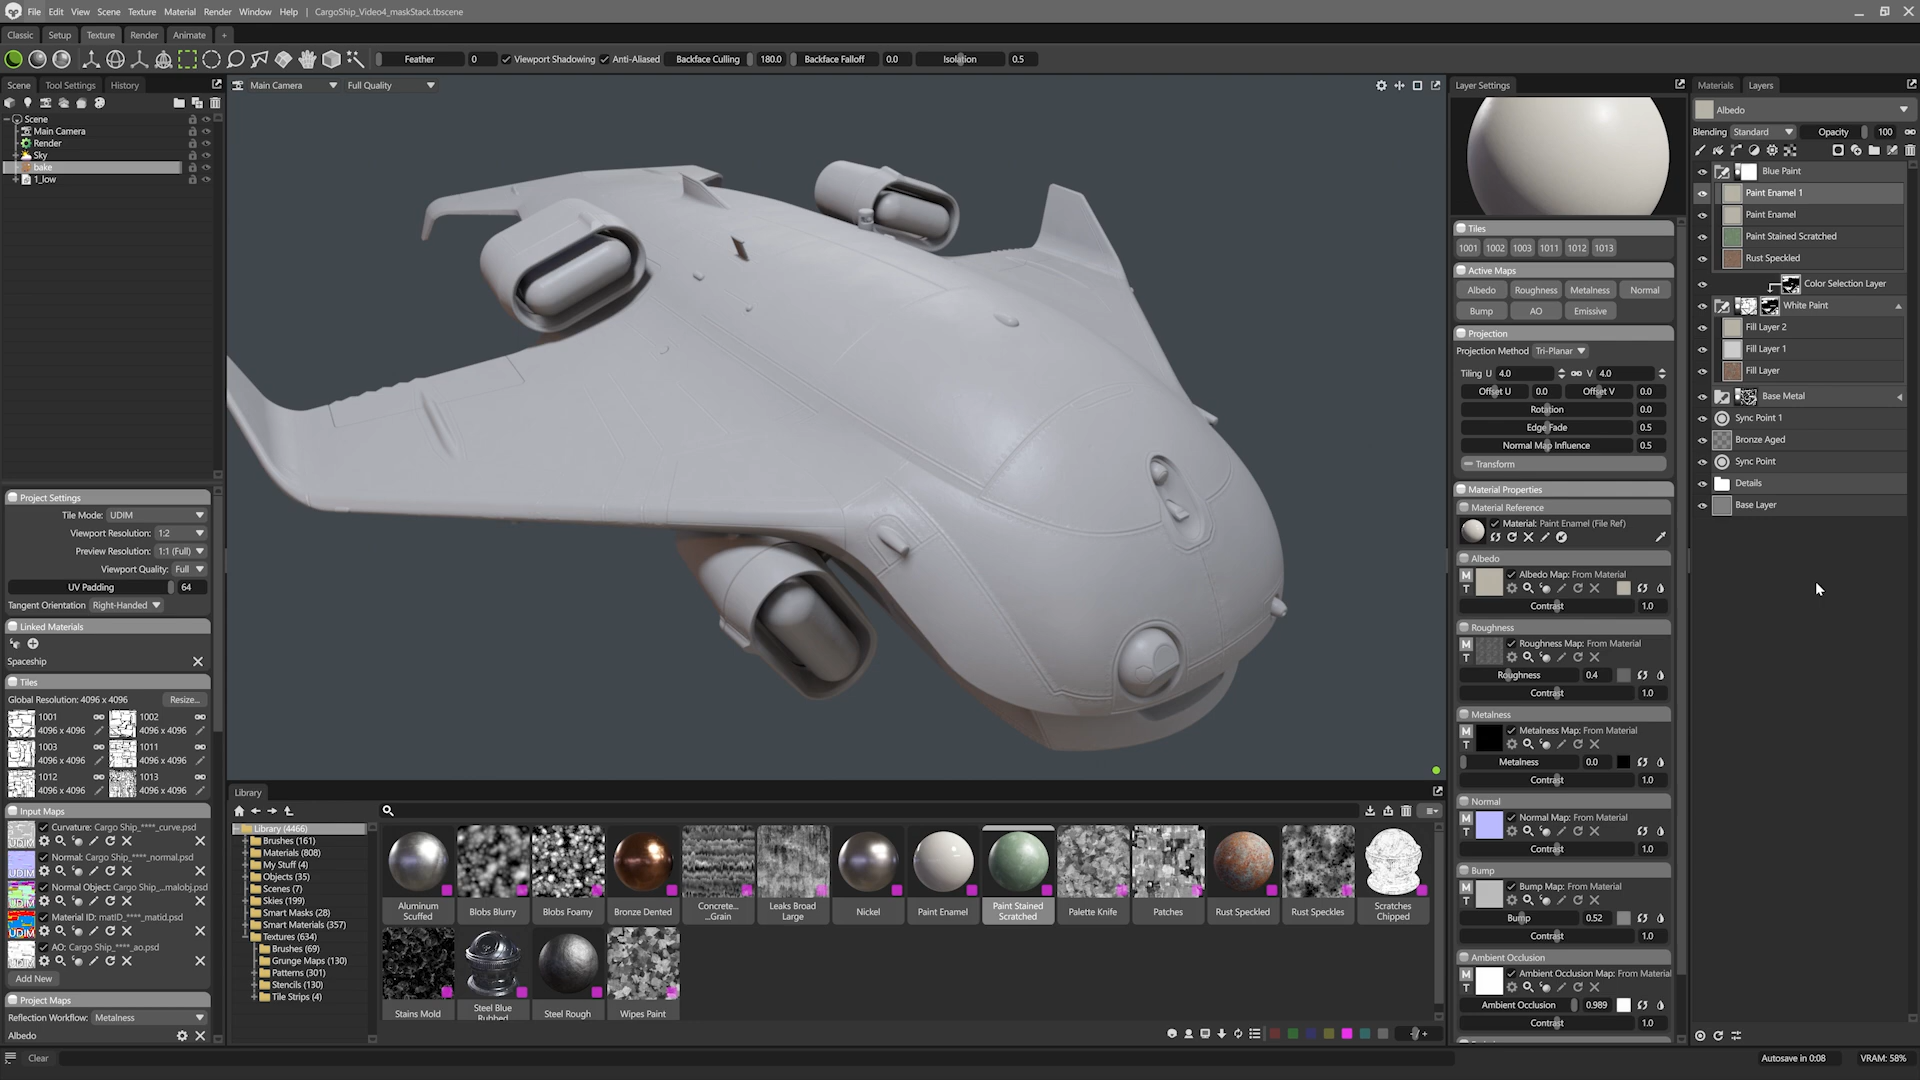 File Edit View Scene Texture Material Render Window Help | CargoShip_Video4_maskStack.tbscene
Classic Setup Texture Render Animate +
Feather 0 Viewport Shadowing Anti-Aliased Backface Culling 180.0 Backface Falloff 0.0 Isolation 0.5
Scene Tool Settings History
Scene
Main Camera
Render
Sky
bake
1_low
Project Settings
Tile Mode: UDIM
Viewport Resolution: 1:2
Preview Resolution: 1:1 (Full)
Viewport Quality: Full
UV Padding 64
Tangent Orientation Right-Handed
Linked Materials
Spaceship
Tiles
Global Resolution: 4096 x 4096 Resize...
1001 1002
4096 x 4096 4096 x 4096
1003 1011
4096 x 4096 4096 x 4096
1012 1013
4096 x 4096 4096 x 4096
Input Maps
Curvature: Cargo Ship_****_curve.psd
UDIM
Normal: Cargo Ship_****_normal.psd
UDIM
Normal Object: Cargo Ship_...malobj.psd
UDIM
Material ID: matID_****_matid.psd
UDIM
AO: Cargo Ship_****_ao.psd
UDIM
Add New
Project Maps
Reflection Workflow: Metalness
Albedo
Clear
Main Camera Full Quality
Library
Library (4466)
Brushes (161)
Materials (808)
My Stuff (4)
Objects (35)
Scenes (7)
Skies (199)
Smart Masks (28)
Smart Materials (357)
Textures (634)
Brushes (69)
Grunge Maps (130)
Patterns (301)
Stencils (130)
Tile Strips (4)
Aluminum Scuffed
Blobs Blurry
Blobs Foamy
Bronze Dented
Concrete... ...Grain
Leaks Broad Large
Nickel
Paint Enamel
Paint Stained Scratched
Palette Knife
Patches
Rust Speckled
Rust Speckles
Scratches Chipped
Stains Mold
Steel Blue Rubbed
Steel Rough
Wipes Paint
Layer Settings
Tiles
1001 1002 1003 1011 1012 1013
Active Maps
Albedo Roughness Metalness Normal
Bump AO Emissive
Projection
Projection Method Tri-Planar
Tiling U 4.0 V 4.0
Offset U 0.0 Offset V 0.0
Rotation 0.0
Edge Fade 0.5
Normal Map Influence 0.5
Transform
Material Properties
Material Reference
Material: Paint Enamel (File Ref)
Albedo
M T Albedo Map: From Material
Contrast 1.0
Roughness
M T Roughness Map: From Material
Roughness 0.4
Contrast 1.0
Metalness
M T Metalness Map: From Material
Metalness 0.0
Contrast 1.0
Normal
M T Normal Map: From Material
Contrast 1.0
Bump
M T Bump Map: From Material
Bump 0.52
Contrast 1.0
Ambient Occlusion
M T Ambient Occlusion Map: From Material
Ambient Occlusion 0.989
Contrast 1.0
Materials Layers
Albedo
Blending Standard Opacity 100
Blue Paint
Paint Enamel 1
Paint Enamel
Paint Stained Scratched
Rust Speckled
Color Selection Layer
White Paint
Fill Layer 2
Fill Layer 1
Fill Layer
Base Metal
Sync Point 1
Bronze Aged
Sync Point
Details
Base Layer
Autosave in 0:08 VRAM: 58%